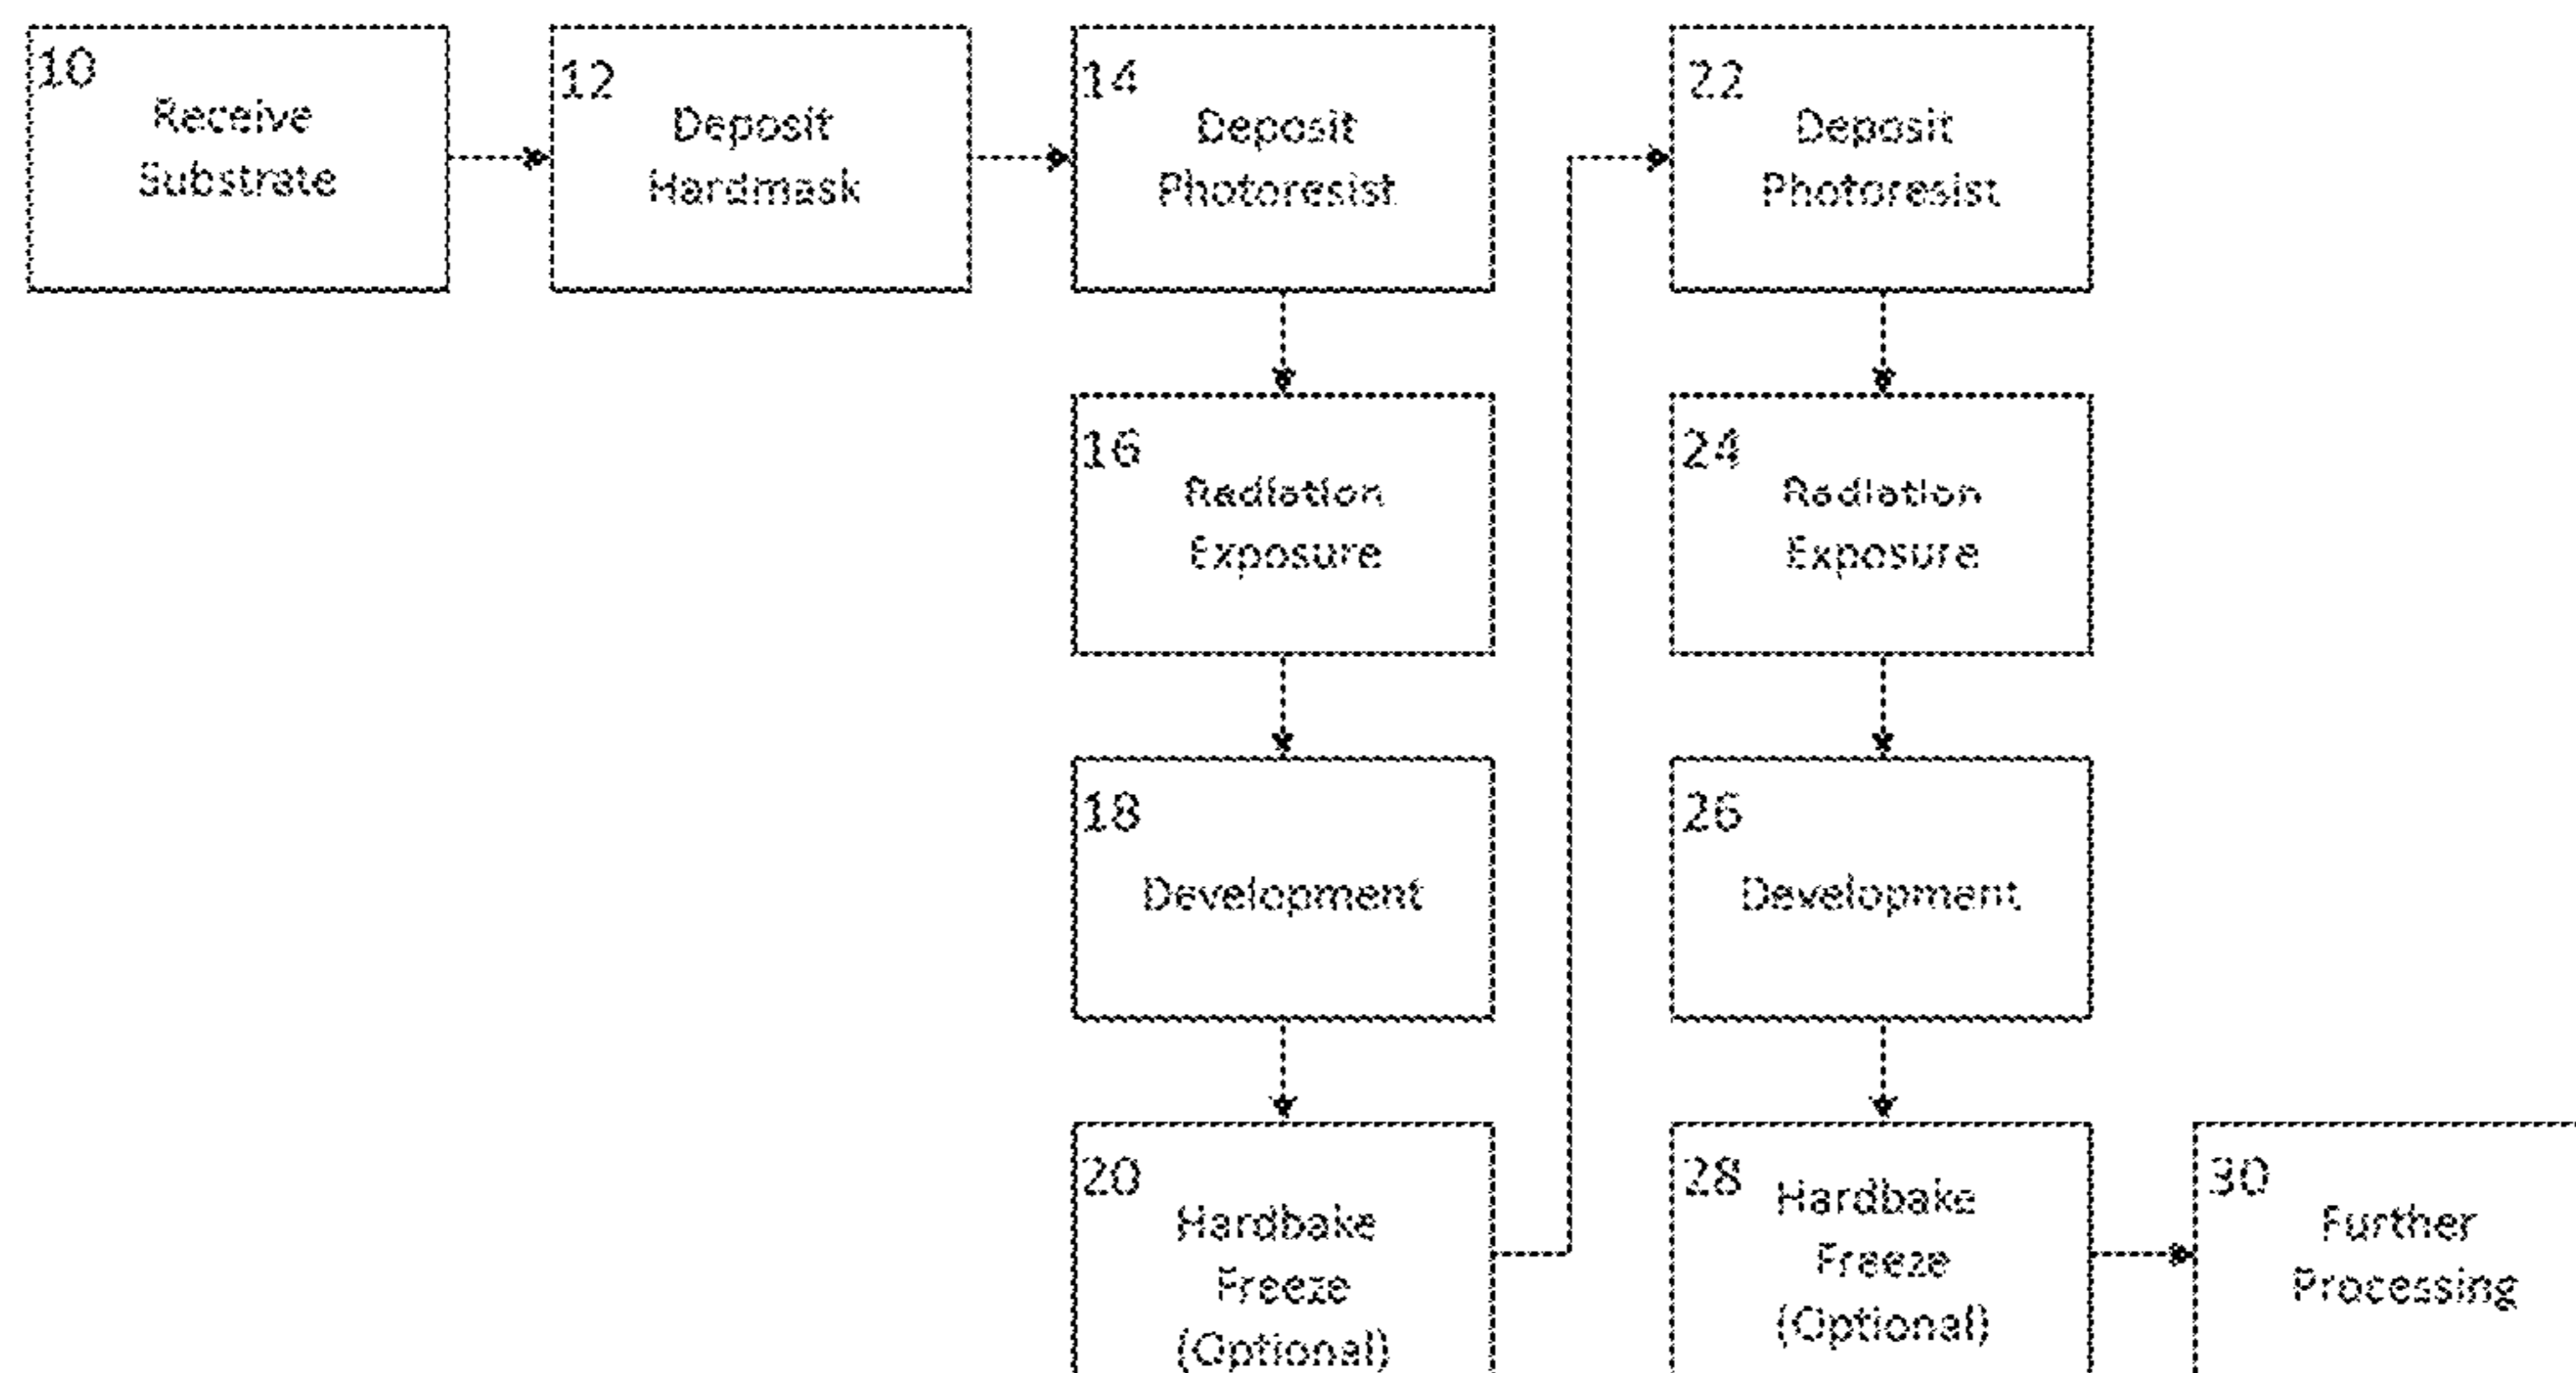 10
Receive
Substrate
12
Deposit
Hardmask
14
Deposit
Photoresist
16
Radiation
Exposure
18
Development
20
Hardbake
Freeze
(Optional)
22
Deposit
Photoresist
24
Radiation
Exposure
26
Development
28
Hardbake
Freeze
(Optional)
30
Further
Processing